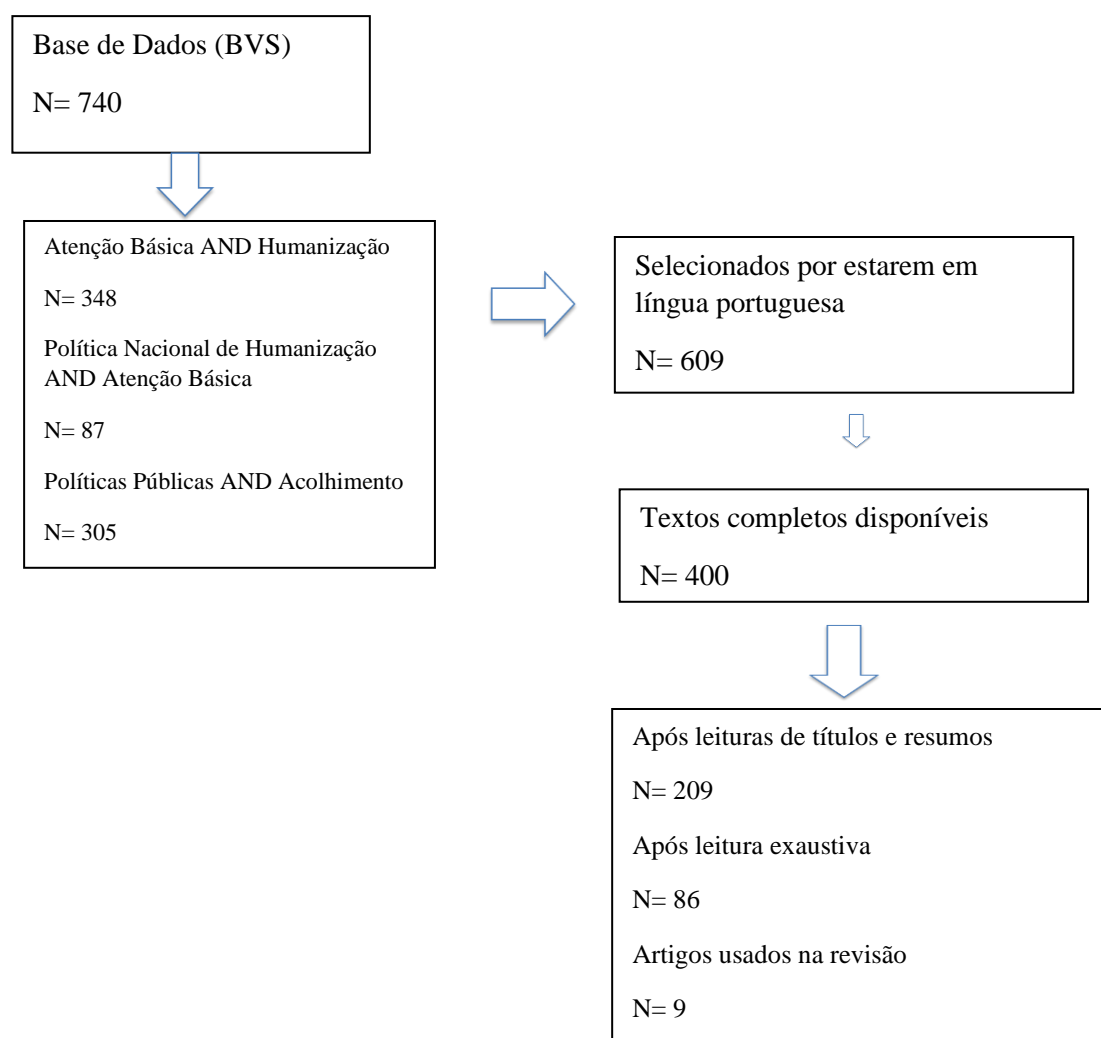 Base de Dados (BVS)
N= 740
Atenção Básica AND Humanização
N= 348
Política Nacional de Humanização
AND Atenção Básica
N= 87
Políticas Públicas AND Acolhimento
N= 305
Selecionados por estarem em
língua portuguesa
N= 609
Textos completos disponíveis
N= 400
Após leituras de títulos e resumos
N= 209
Após leitura exaustiva
N= 86
Artigos usados na revisão
N= 9